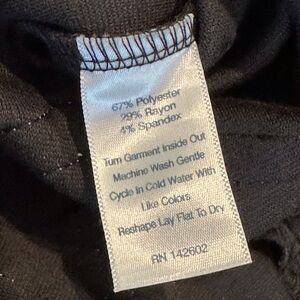 67% Polyester
29% Rayon
4% Spandex
Turn Garment Inside Out
Machine Wash Gentle
Cycle in Cold Water With
Like Colors
Reshape Lay Flat To Dry
RN 142602